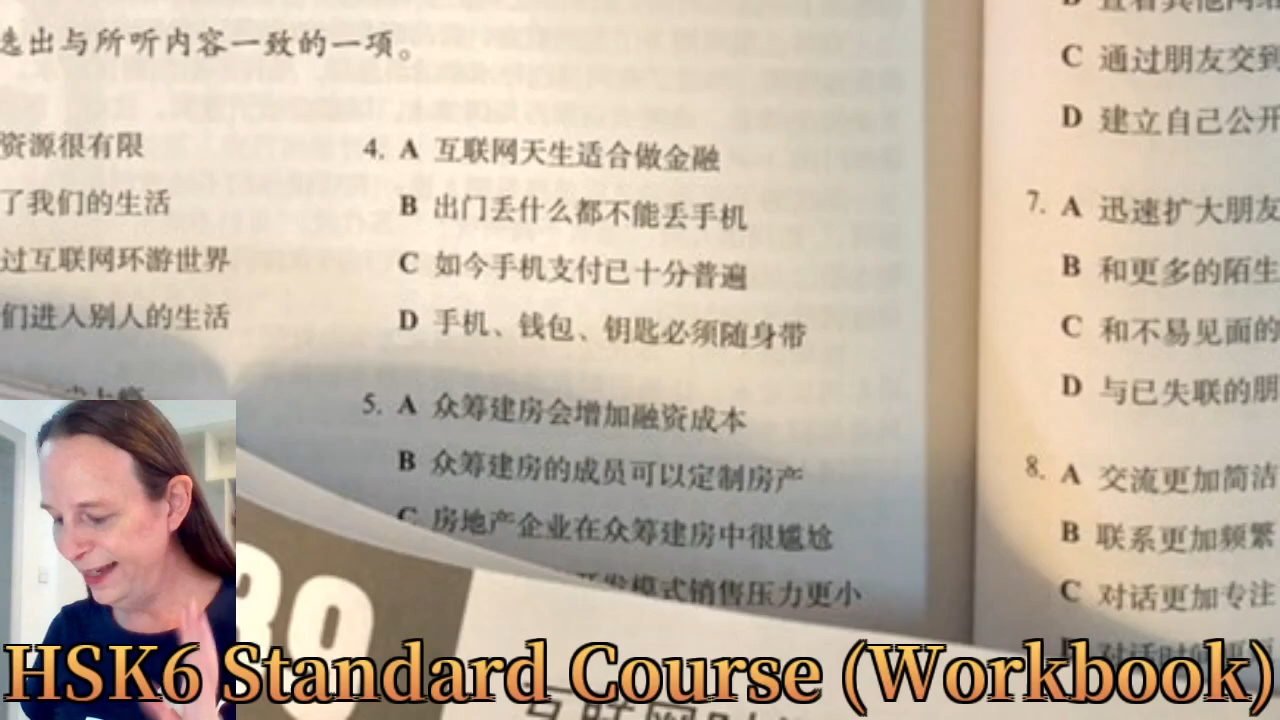 选出与所听内容一致的一项。
资源很有限
了我们的生活
过互联网环游世界
们进入别人的生活
4. A 互联网天生适合做金融
B 出门丢什么都不能丢手机
C 如今手机支付已十分普遍
D 手机、钱包、钥匙必须随身带
5. A 众筹建房会增加融资成本
B 众筹建房的成员可以定制房产
C 房地产企业在众筹建房中很尴尬
开发模式销售压力更小
30
C 通过朋友交到
D 建立自己公开
7. A 迅速扩大朋友
B 和更多的陌生
C 和不易见面的
D 与已失联的朋
8. A 交流更加简洁
B 联系更加频繁
C 对话更加专注
HSK6 Standard Course (Workbook)